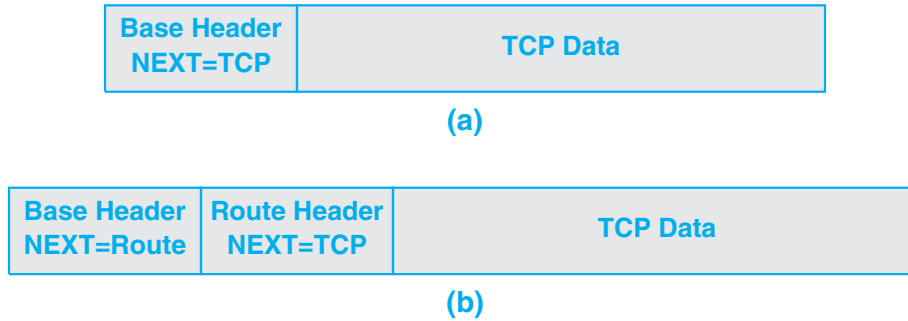 Base Header
NEXT=TCP
TCP Data
(a)
Base Header
NEXT=Route
Route Header
NEXT=TCP
TCP Data
(b)